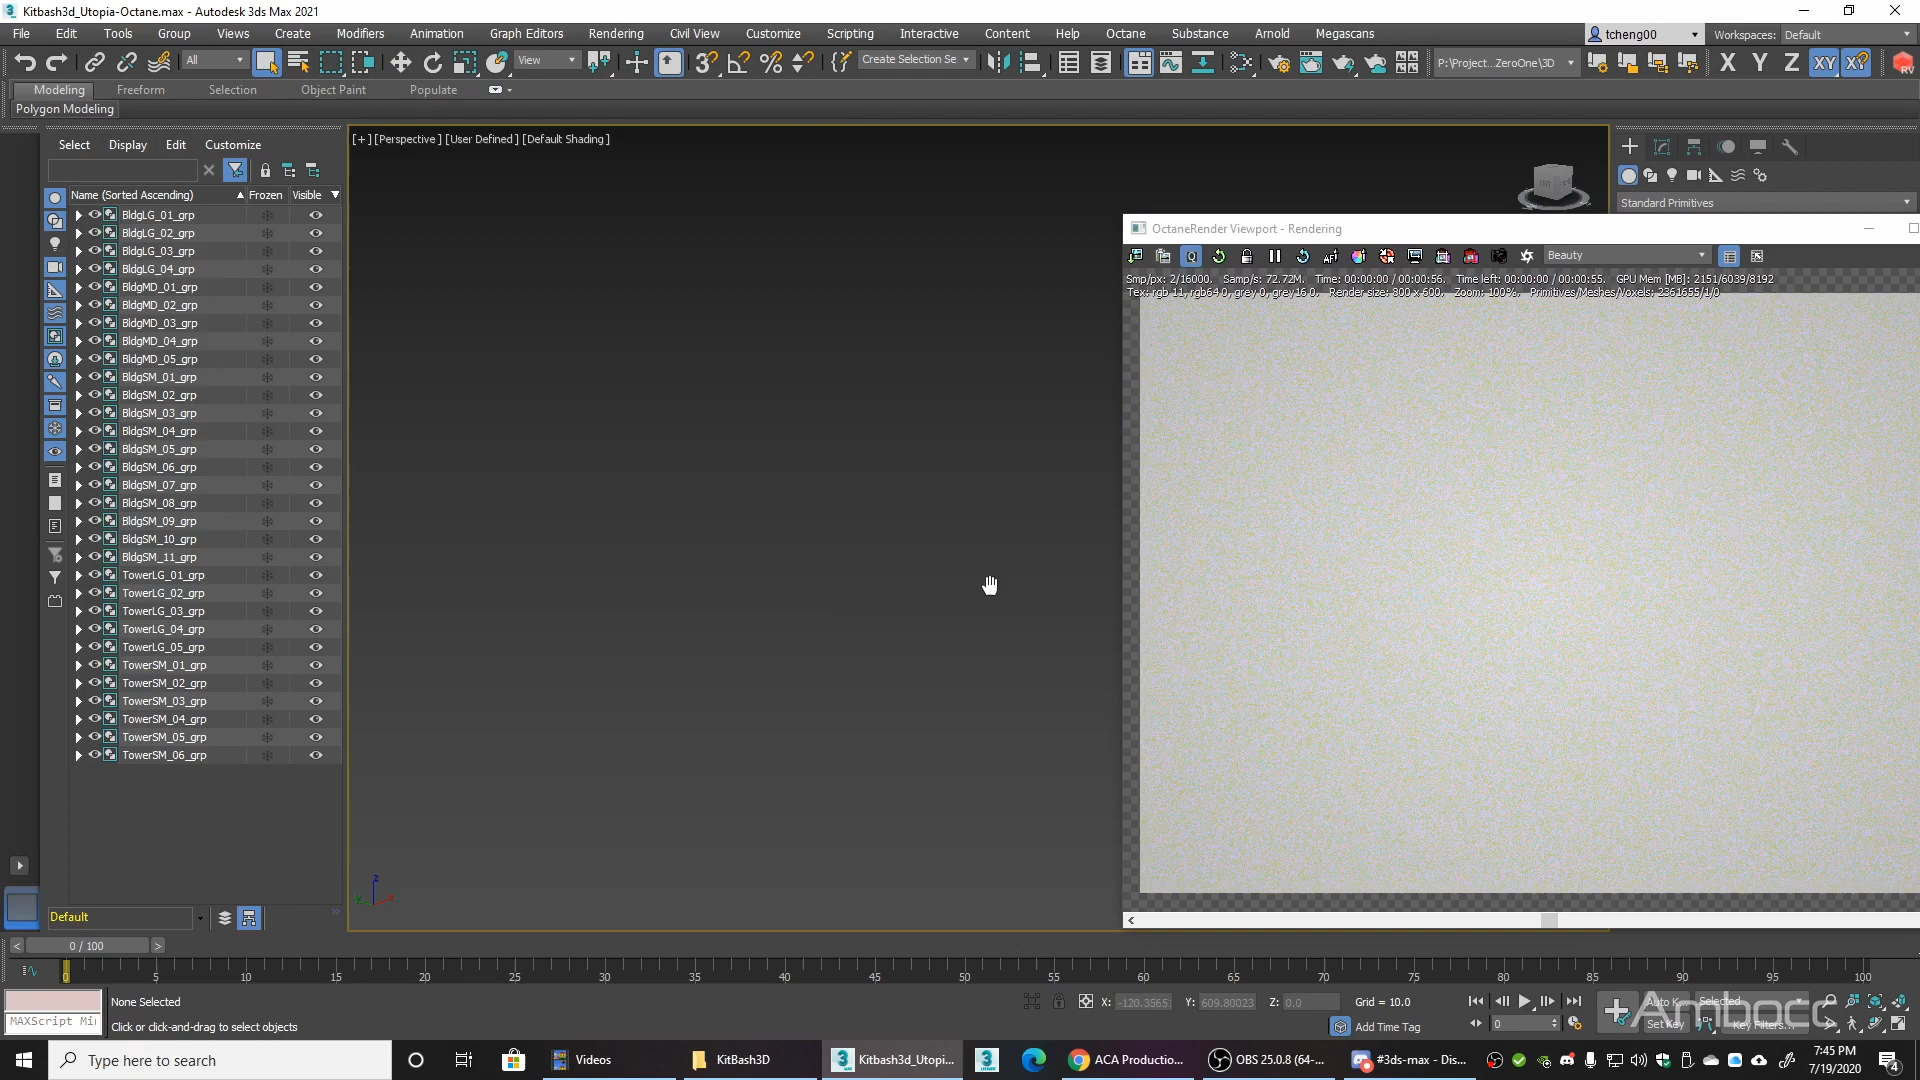 Kitbash3d_Utopia-Octane.max - Autodesk 3ds Max 2021
File Edit Tools Group Views Create Modifiers Animation Graph Editors Rendering Civil View Customize Scripting Interactive Content Help Octane Substance Arnold Megascans tcheng00 Workspaces: Default
All View Create Selection Se P:\Project...ZeroOne\3D X Y Z XY X? RV
Modeling Freeform Selection Object Paint Populate
Polygon Modeling
Select Display Edit Customize
[+] [Perspective] [User Defined] [Default Shading]
Name (Sorted Ascending) Frozen Visible
Standard Primitives
BldgLG_01_grp
BldgLG_02_grp
BldgLG_03_grp
BldgLG_04_grp
BldgMD_01_grp
BldgMD_02_grp
BldgMD_03_grp
BldgMD_04_grp
BldgMD_05_grp
BldgSM_01_grp
BldgSM_02_grp
BldgSM_03_grp
BldgSM_04_grp
BldgSM_05_grp
BldgSM_06_grp
BldgSM_07_grp
BldgSM_08_grp
BldgSM_09_grp
BldgSM_10_grp
BldgSM_11_grp
TowerLG_01_grp
TowerLG_02_grp
TowerLG_03_grp
TowerLG_04_grp
TowerLG_05_grp
TowerSM_01_grp
TowerSM_02_grp
TowerSM_03_grp
TowerSM_04_grp
TowerSM_05_grp
TowerSM_06_grp
OctaneRender Viewport - Rendering
Beauty
Smp/px: 2/16000. Samp/s: 72.72M. Time: 00:00:00 / 00:00:56. Time left: 00:00:00 / 00:00:55. GPU Mem [MB]: 2151/6039/8192
Tex: rgb 11, rgb64 0, grey 0, grey16 0. Render size: 800 x 600. Zoom: 100%. Primitives/Meshes/Voxels: 2361655/1/0
Default
0 / 100
0 5 10 15 20 25 30 35 40 45 50 55 60 65 70 75 80 85 90 95 100
None Selected X: -120.3565 Y: 609.80023 Z: 0.0 Grid = 10.0 Auto K Selected
MAXScript Mi Click or click-and-drag to select objects Add Time Tag 0 Set Key Key Filters...
Type here to search Videos KitBash3D Kitbash3d_Utopi... ACA Productio... OBS 25.0.8 (64-... #3ds-max - Dis... 7:45 PM
7/19/2020 4